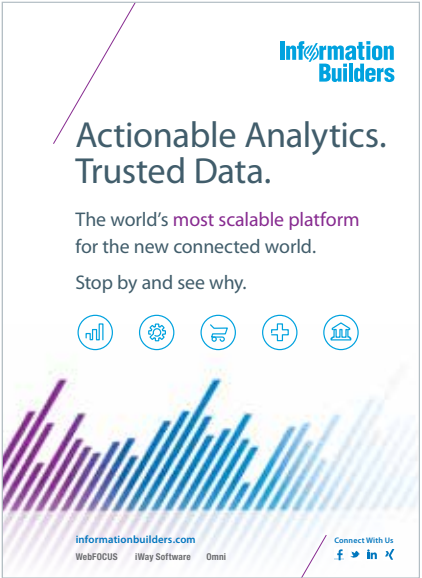 Information
Builders
Actionable Analytics.
Trusted Data.
The world's most scalable platform
for the new connected world.
Stop by and see why.
informationbuilders.com
WebFOCUS iWay Software Omni
Connect With Us